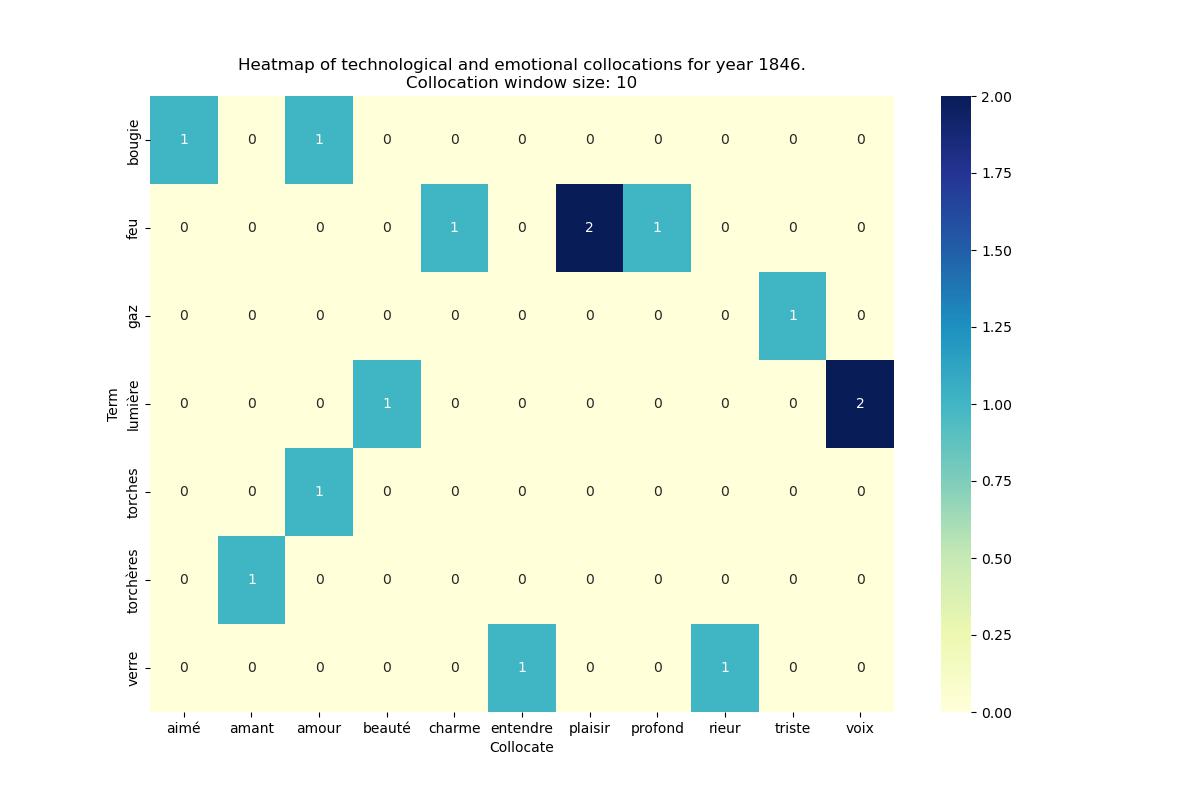 Heatmap of technological and emotional collocations for year 1846.
Collocation window size: 10
bougie 1 0 1 0 0 0 0 0 0 0 0
feu 0 0 0 0 1 0 2 1 0 0 0
gaz 0 0 0 0 0 0 0 0 0 1 0
Term
lumière 0 0 0 1 0 0 0 0 0 0 2
torches 0 0 1 0 0 0 0 0 0 0 0
torchères 0 1 0 0 0 0 0 0 0 0 0
verre 0 0 0 0 0 1 0 0 1 0 0
aimé amant amour beauté charme entendre plaisir profond rieur triste voix
Collocate
2.00
1.75
1.50
1.25
1.00
0.75
0.50
0.25
0.00